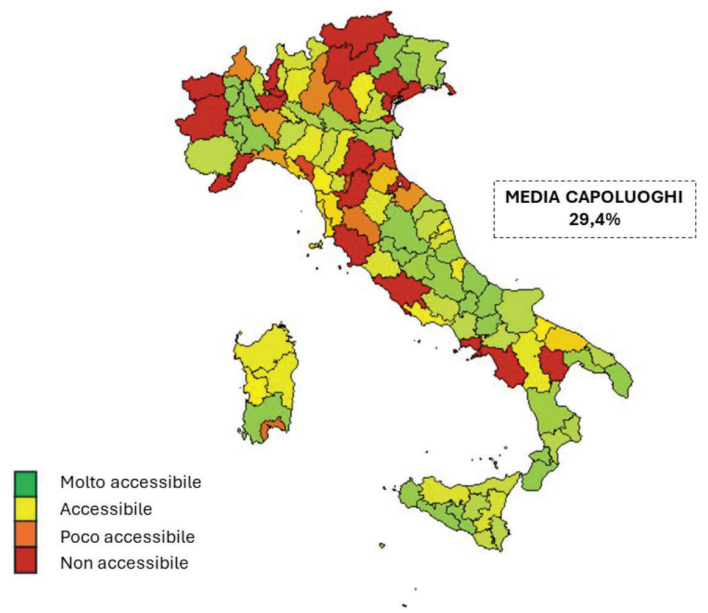 MEDIA CAPOLUOGHI
29,4%
Molto accessibile
Accessibile
Poco accessibile
Non accessibile